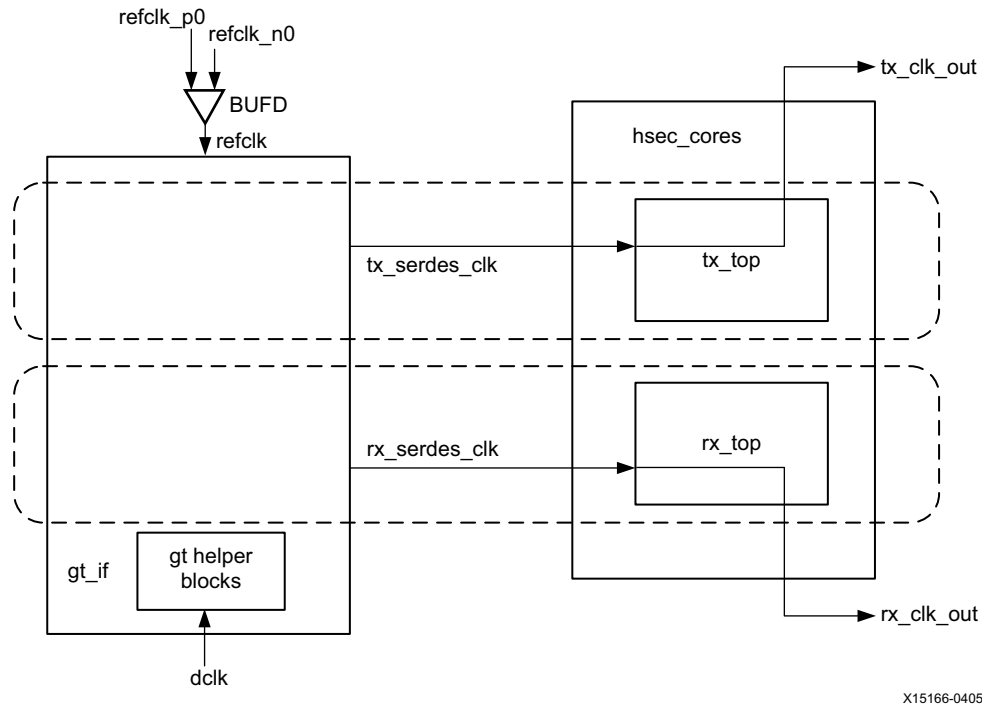 refclk_p0
refclk_n0
BUFD
refclk
tx_clk_out
hsec_cores
tx_serdes_clk
tx_top
rx_serdes_clk
rx_top
gt_if
gt helper
blocks
rx_clk_out
dclk
X15166-0405